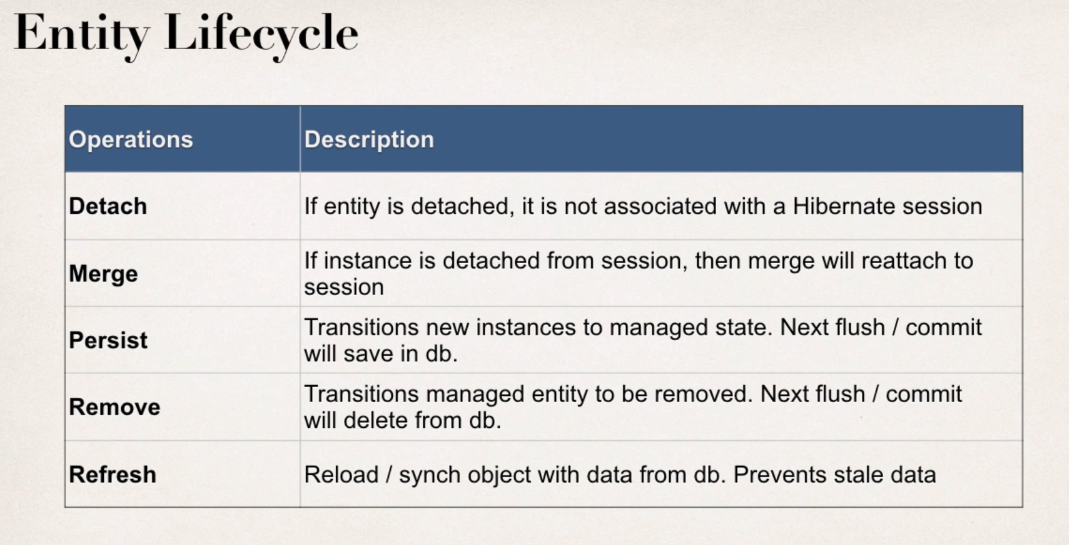 Entity Lifecycle
Operations
Description
Detach
If entity is detached, it is not associated with a Hibernate session
Merge
If instance is detached from session, then merge will reattach to
session
Persist
Transitions new instances to managed state. Next flush / commit
will save in db.
Remove
Transitions managed entity to be removed. Next flush / commit
will delete from db.
Refresh
Reload / synch object with data from db. Prevents stale data